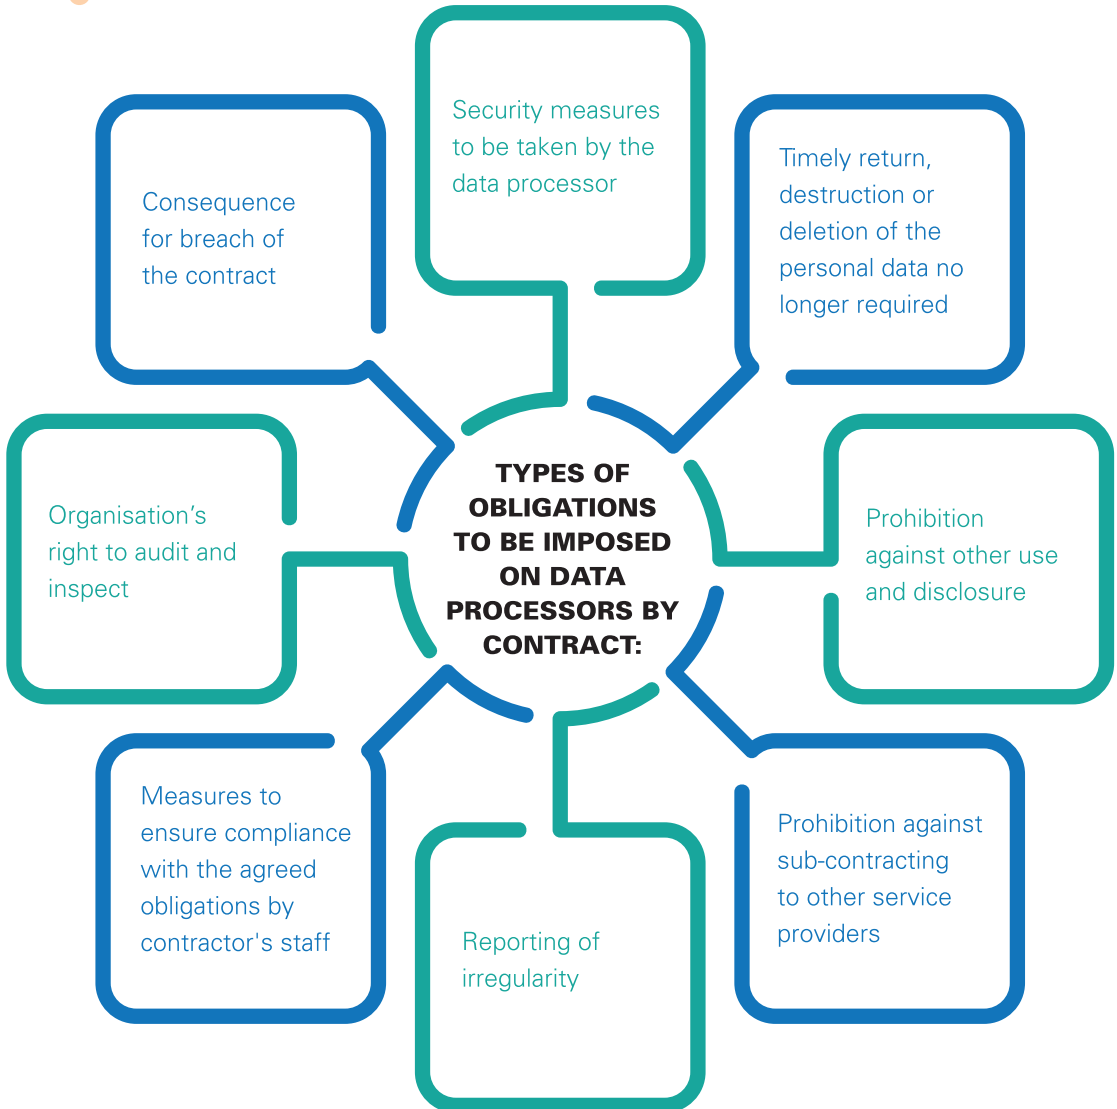 TYPES OF
OBLIGATIONS
TO BE IMPOSED
ON DATA
PROCESSORS BY
CONTRACT:
Security measures
to be taken by the
data processor
Timely return,
destruction or
deletion of the
personal data no
longer required
Prohibition
against other use
and disclosure
Prohibition against
sub-contracting
to other service
providers
Reporting of
irregularity
Measures to
ensure compliance
with the agreed
obligations by
contractor's staff
Organisation’s
right to audit and
inspect
Consequence
for breach of
the contract